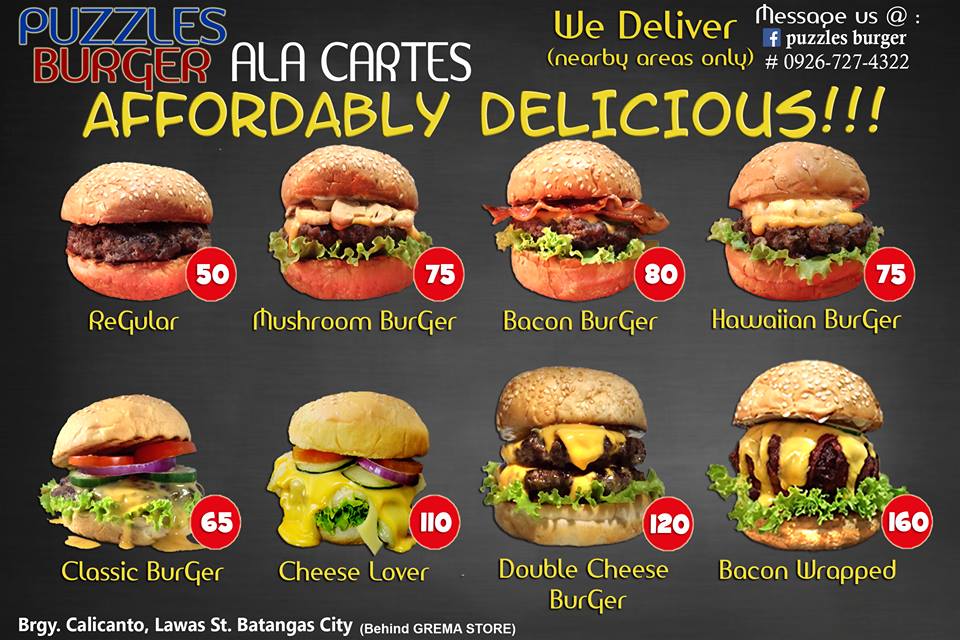 PUZZLES
BURGER ALA CARTES
We Deliver
(nearby areas only)
Message us @ :
f puzzles burger
# 0926-727-4322
AFFORDABLY DELICIOUS!!!
50
ReGular
75
Mushroom BurGer
80
Bacon BurGer
75
Hawaiian BurGer
65
Classic BurGer
110
Cheese Lover
120
Double Cheese
BurGer
160
Bacon Wrapped
Brgy. Calicanto, Lawas St. Batangas City (Behind GREMA STORE)